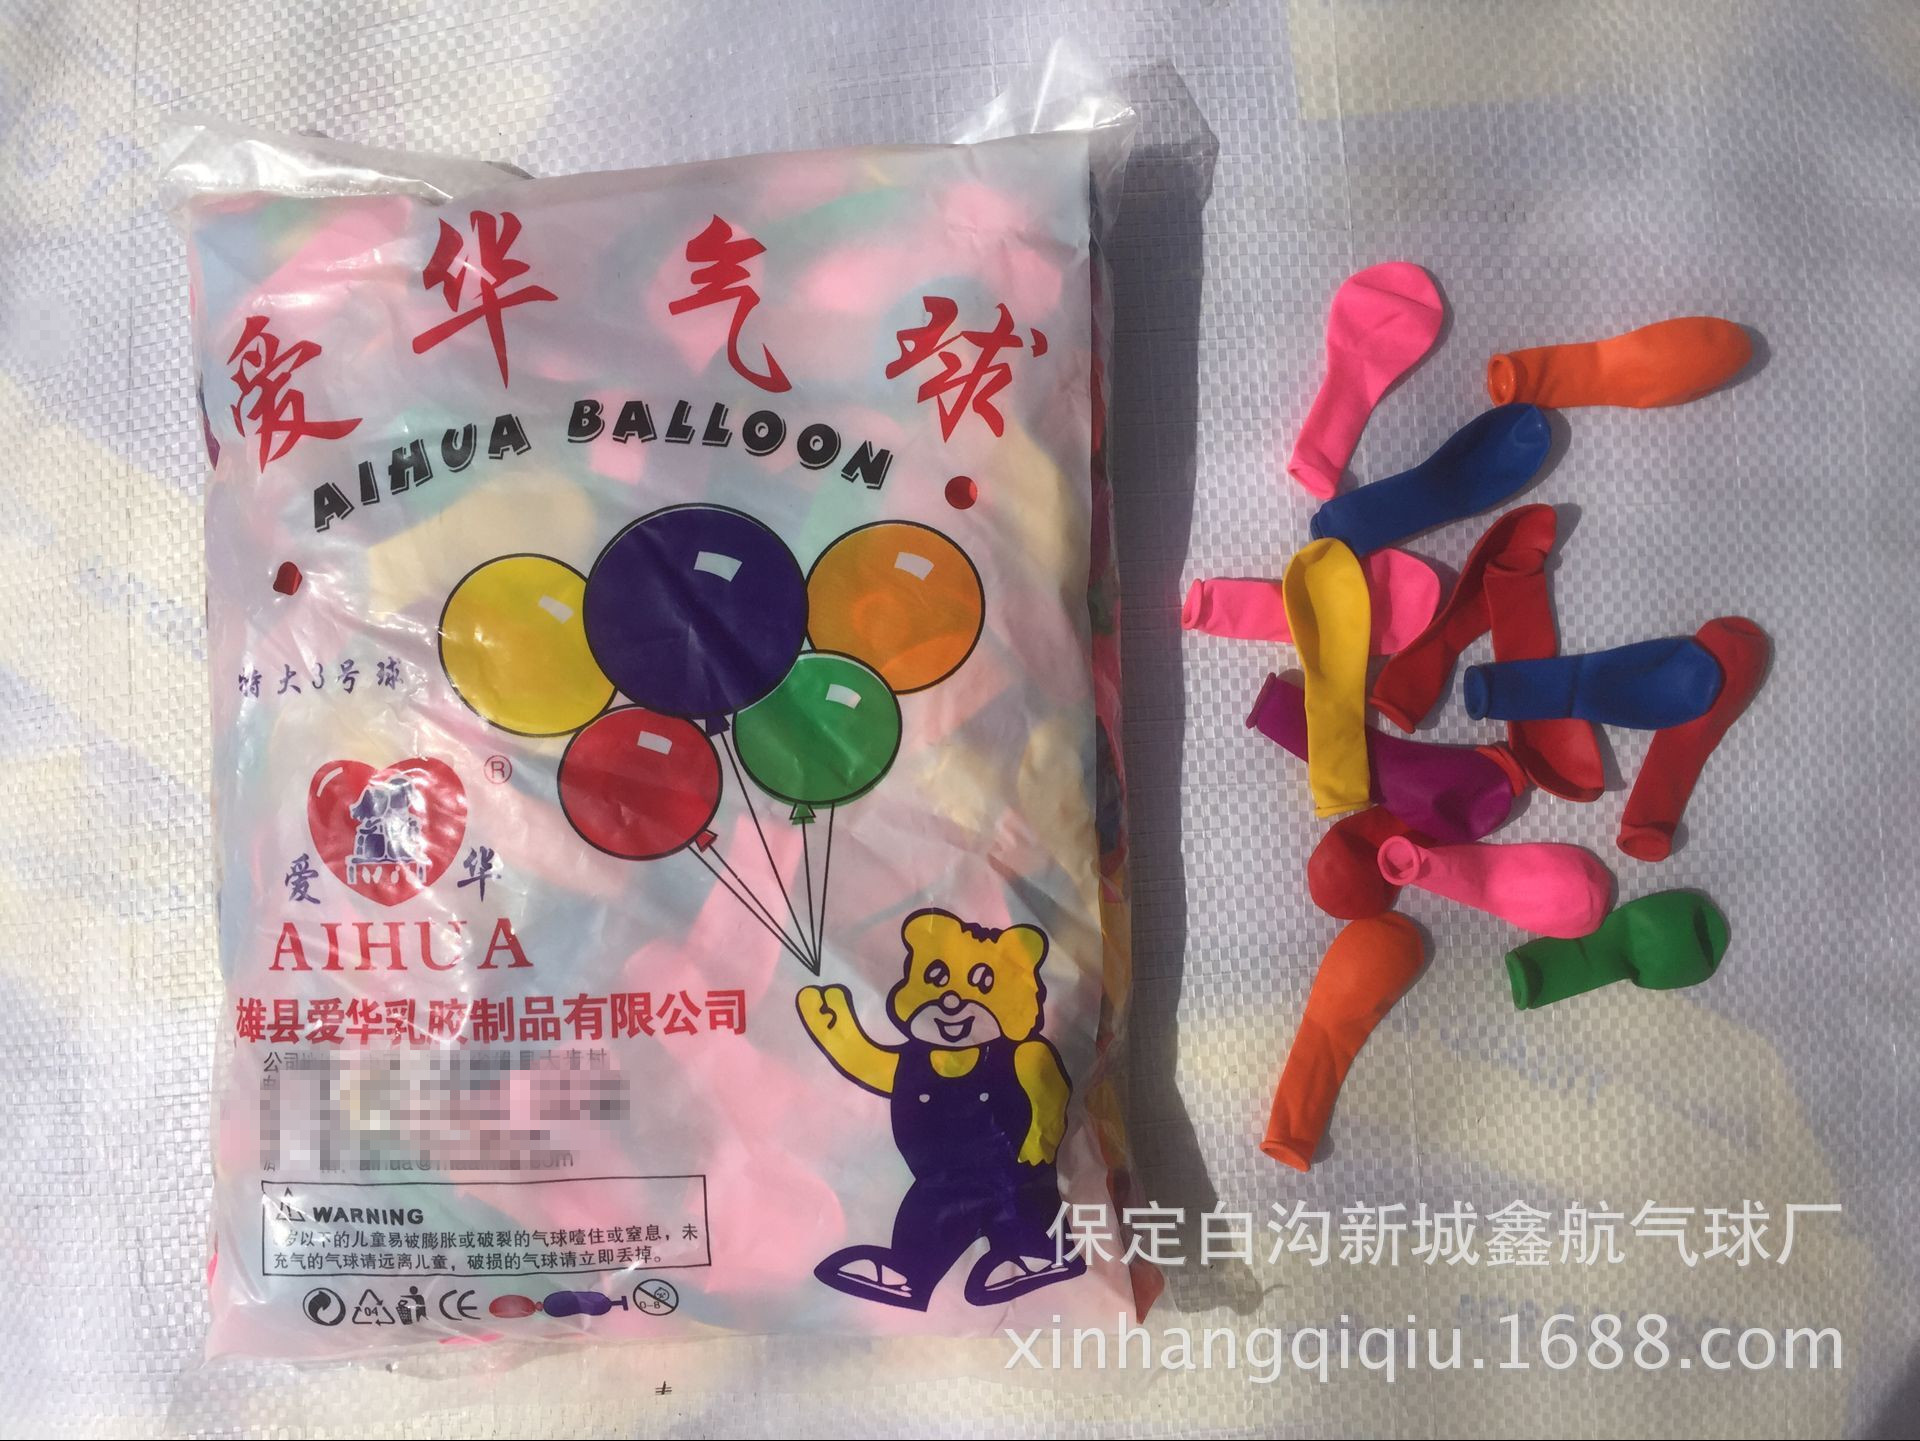 爱华气球
AIHUA BALLOON
特大3号球
®
爱 华
AIHUA
雄县爱华乳胶制品有限公司
WARNING
岁以下的儿童易被膨胀或破裂的气球噎住或窒息，未
充气的气球请远离儿童，破损的气球请立即丢掉。
04
CE
0-8
保定白沟新城鑫航气球厂
xinhangqiqiu.1688.com